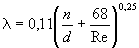 λ = 0,11(n/d + 68/Re)^0,25